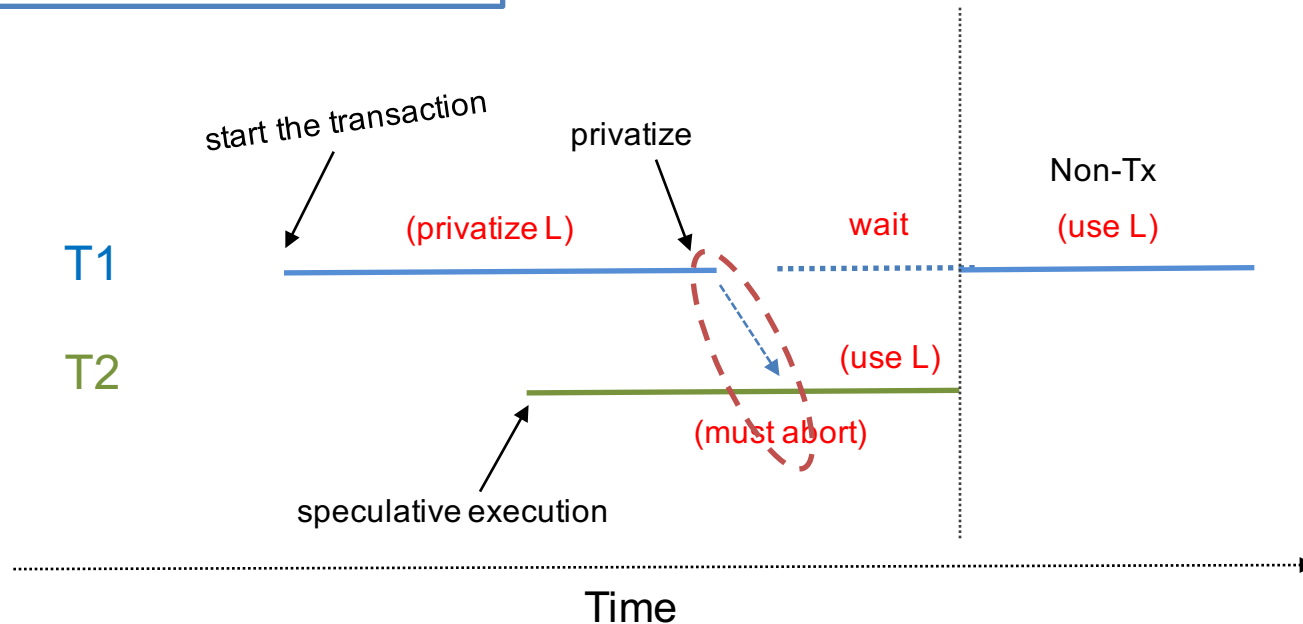 start the transaction
privatize
Non-Tx
(privatize L)
wait
(use L)
T1
T2
(use L)
(must abort)
speculative execution
Time